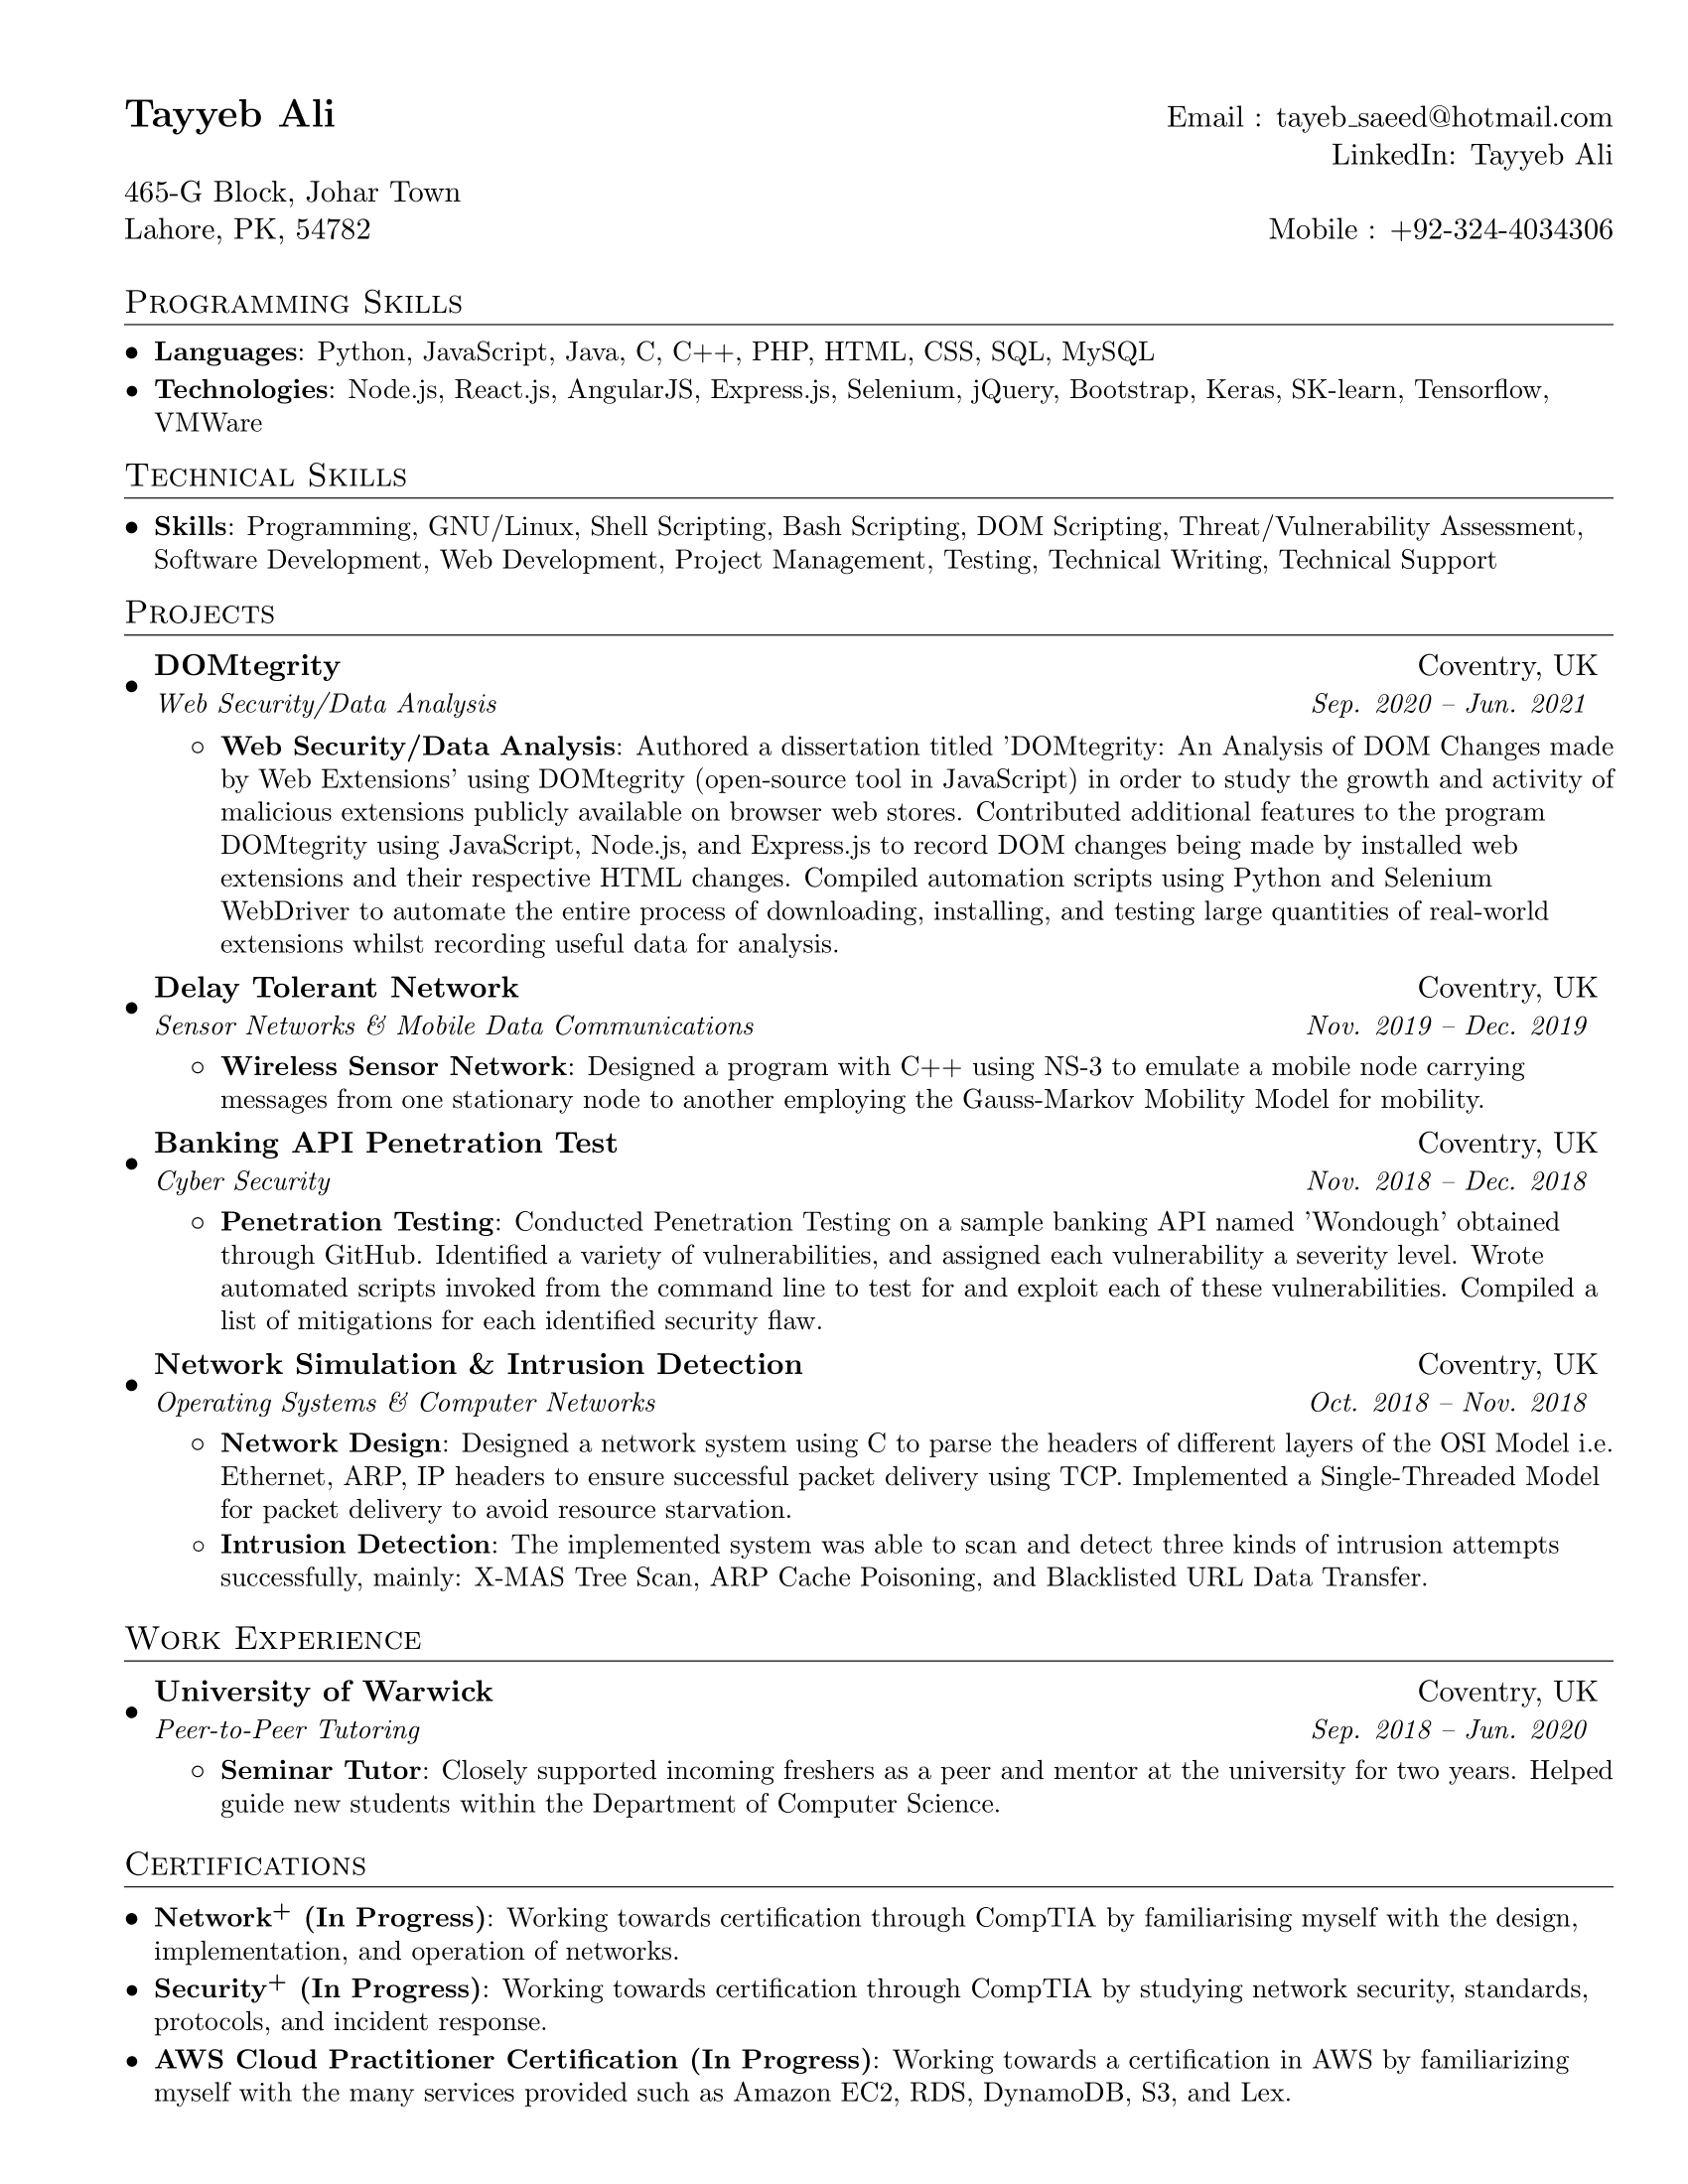 Tayyeb Ali
Email : tayeb_saeed@hotmail.com
LinkedIn: Tayyeb Ali
465-G Block, Johar Town
Lahore, PK, 54782
Mobile : +92-324-4034306
Programming Skills
• Languages: Python, JavaScript, Java, C, C++, PHP, HTML, CSS, SQL, MySQL
• Technologies: Node.js, React.js, AngularJS, Express.js, Selenium, jQuery, Bootstrap, Keras, SK-learn, Tensorflow,
VMWare
Technical Skills
• Skills: Programming, GNU/Linux, Shell Scripting, Bash Scripting, DOM Scripting, Threat/Vulnerability Assessment,
Software Development, Web Development, Project Management, Testing, Technical Writing, Technical Support
Projects
• DOMtegrity Coventry, UK
Web Security/Data Analysis Sep. 2020 – Jun. 2021
◦ Web Security/Data Analysis: Authored a dissertation titled ’DOMtegrity: An Analysis of DOM Changes made
by Web Extensions’ using DOMtegrity (open-source tool in JavaScript) in order to study the growth and activity of
malicious extensions publicly available on browser web stores. Contributed additional features to the program
DOMtegrity using JavaScript, Node.js, and Express.js to record DOM changes being made by installed web
extensions and their respective HTML changes. Compiled automation scripts using Python and Selenium
WebDriver to automate the entire process of downloading, installing, and testing large quantities of real-world
extensions whilst recording useful data for analysis.
• Delay Tolerant Network Coventry, UK
Sensor Networks & Mobile Data Communications Nov. 2019 – Dec. 2019
◦ Wireless Sensor Network: Designed a program with C++ using NS-3 to emulate a mobile node carrying
messages from one stationary node to another employing the Gauss-Markov Mobility Model for mobility.
• Banking API Penetration Test Coventry, UK
Cyber Security Nov. 2018 – Dec. 2018
◦ Penetration Testing: Conducted Penetration Testing on a sample banking API named ’Wondough’ obtained
through GitHub. Identified a variety of vulnerabilities, and assigned each vulnerability a severity level. Wrote
automated scripts invoked from the command line to test for and exploit each of these vulnerabilities. Compiled a
list of mitigations for each identified security flaw.
• Network Simulation & Intrusion Detection Coventry, UK
Operating Systems & Computer Networks Oct. 2018 – Nov. 2018
◦ Network Design: Designed a network system using C to parse the headers of different layers of the OSI Model i.e.
Ethernet, ARP, IP headers to ensure successful packet delivery using TCP. Implemented a Single-Threaded Model
for packet delivery to avoid resource starvation.
◦ Intrusion Detection: The implemented system was able to scan and detect three kinds of intrusion attempts
successfully, mainly: X-MAS Tree Scan, ARP Cache Poisoning, and Blacklisted URL Data Transfer.
Work Experience
• University of Warwick Coventry, UK
Peer-to-Peer Tutoring Sep. 2018 – Jun. 2020
◦ Seminar Tutor: Closely supported incoming freshers as a peer and mentor at the university for two years. Helped
guide new students within the Department of Computer Science.
Certifications
• Network+ (In Progress): Working towards certification through CompTIA by familiarising myself with the design,
implementation, and operation of networks.
• Security+ (In Progress): Working towards certification through CompTIA by studying network security, standards,
protocols, and incident response.
• AWS Cloud Practitioner Certification (In Progress): Working towards a certification in AWS by familiarizing
myself with the many services provided such as Amazon EC2, RDS, DynamoDB, S3, and Lex.